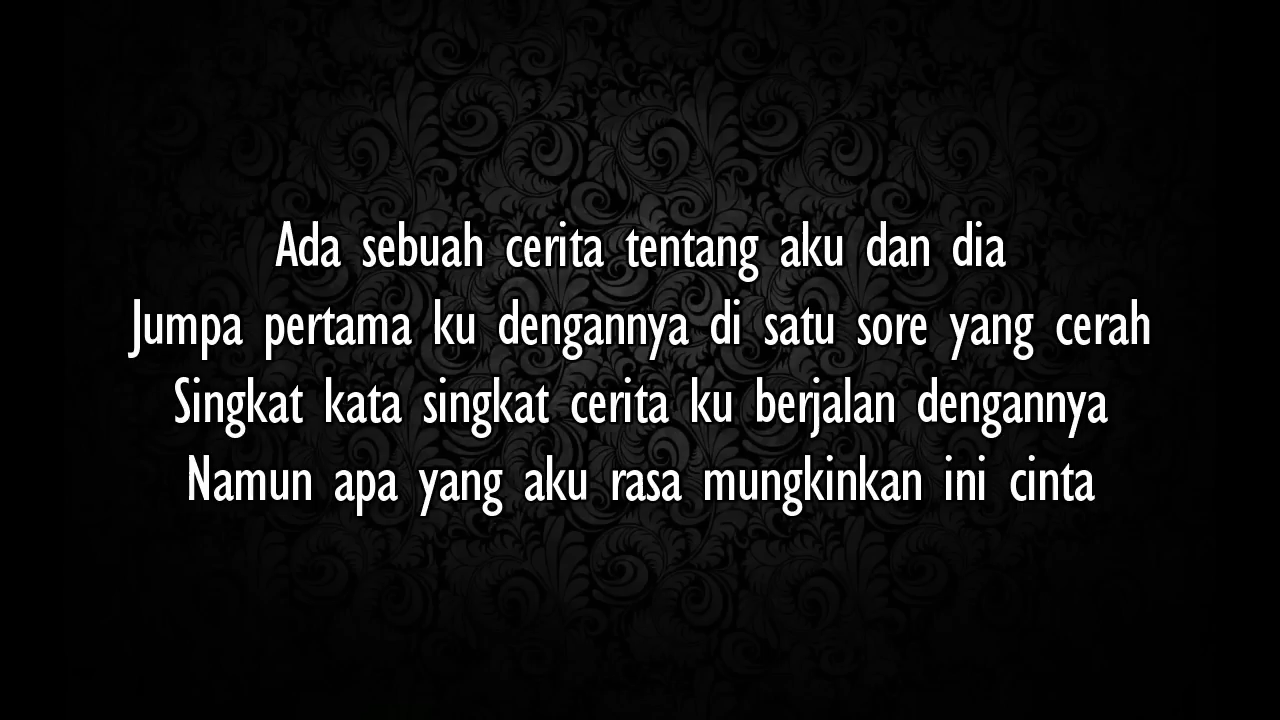 Ada sebuah cerita tentang aku dan dia
Jumpa pertama ku dengannya di satu sore yang cerah
Singkat kata singkat cerita ku berjalan dengannya
Namun apa yang aku rasa mungkinkan ini cinta